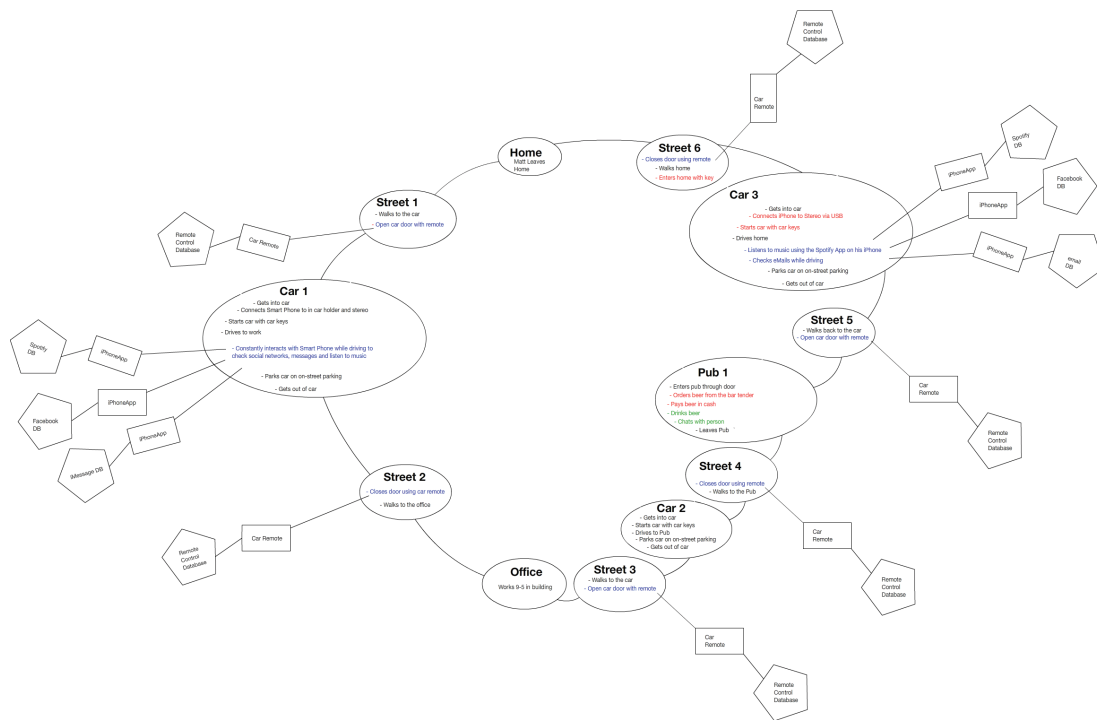 Remote
Control
Database
Car
Remote
Home
Matt Leaves
Home
Street 6
- Closes door using remote
- Walks home
- Enters home with key
Spotify
DB
iPhoneApp
Facebook
DB
iPhoneApp
iPhoneApp
email
DB
Street 1
- Walks to the car
- Open car door with remote
Car Remote
Remote
Control
Database
Car 3
- Gets into car
- Connects iPhone to Stereo via USB
- Starts car with car keys
- Drives home
- Listens to music using the Spotify App on his iPhone
- Checks eMails while driving
- Parks car on on-street parking
- Gets out of car
Car 1
- Gets into car
- Connects Smart Phone to in car holder and stereo
- Starts car with car keys
- Drives to work
- Constantly interacts with Smart Phone while driving to
check social networks, messages and listen to music
- Parks car on on-street parking
- Gets out of car
Spotify
DB
iPhoneApp
Facebook
DB
iPhoneApp
iMessage DB
iPhoneApp
Street 5
- Walks back to the car
- Open car door with remote
Car
Remote
Remote
Control
Database
Pub 1
- Enters pub through door
- Orders beer from the bar tender
- Pays beer in cash
- Drinks beer
- Chats with person
- Leaves Pub
Street 4
- Closes door using remote
- Walks to the Pub
Car
Remote
Remote
Control
Database
Street 2
- Closes door using car remote
- Walks to the office
Car Remote
Remote
Control
Database
Car 2
- Gets into car
- Starts car with car keys
- Drives to Pub
- Parks car on on-street parking
- Gets out of car
Office
Works 9-5 in building
Street 3
- Walks to the car
- Open car door with remote
Car
Remote
Remote
Control
Database